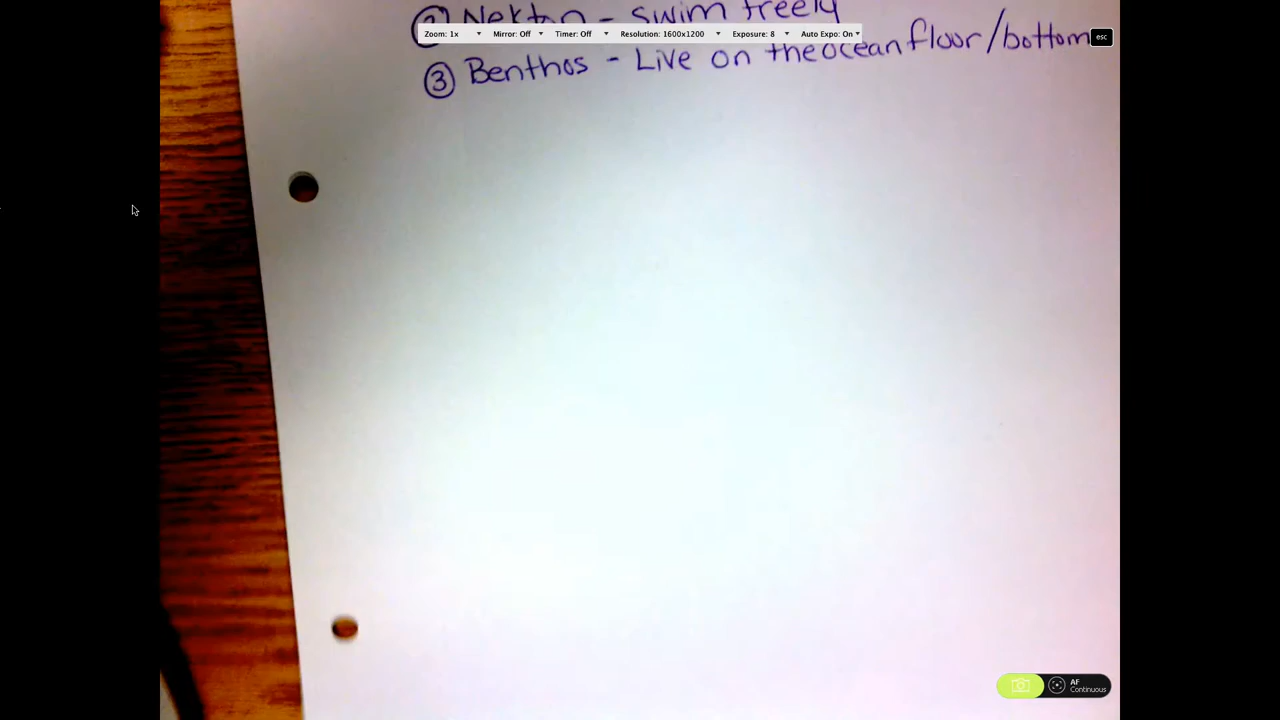 ② Nekton - swim freely
Zoom: 1x Mirror: Off Timer: Off Resolution: 1600x1200 Exposure: 8 Auto Expo: On
esc
③ Benthos - Live on the ocean floor/bottom
AF
Continuous